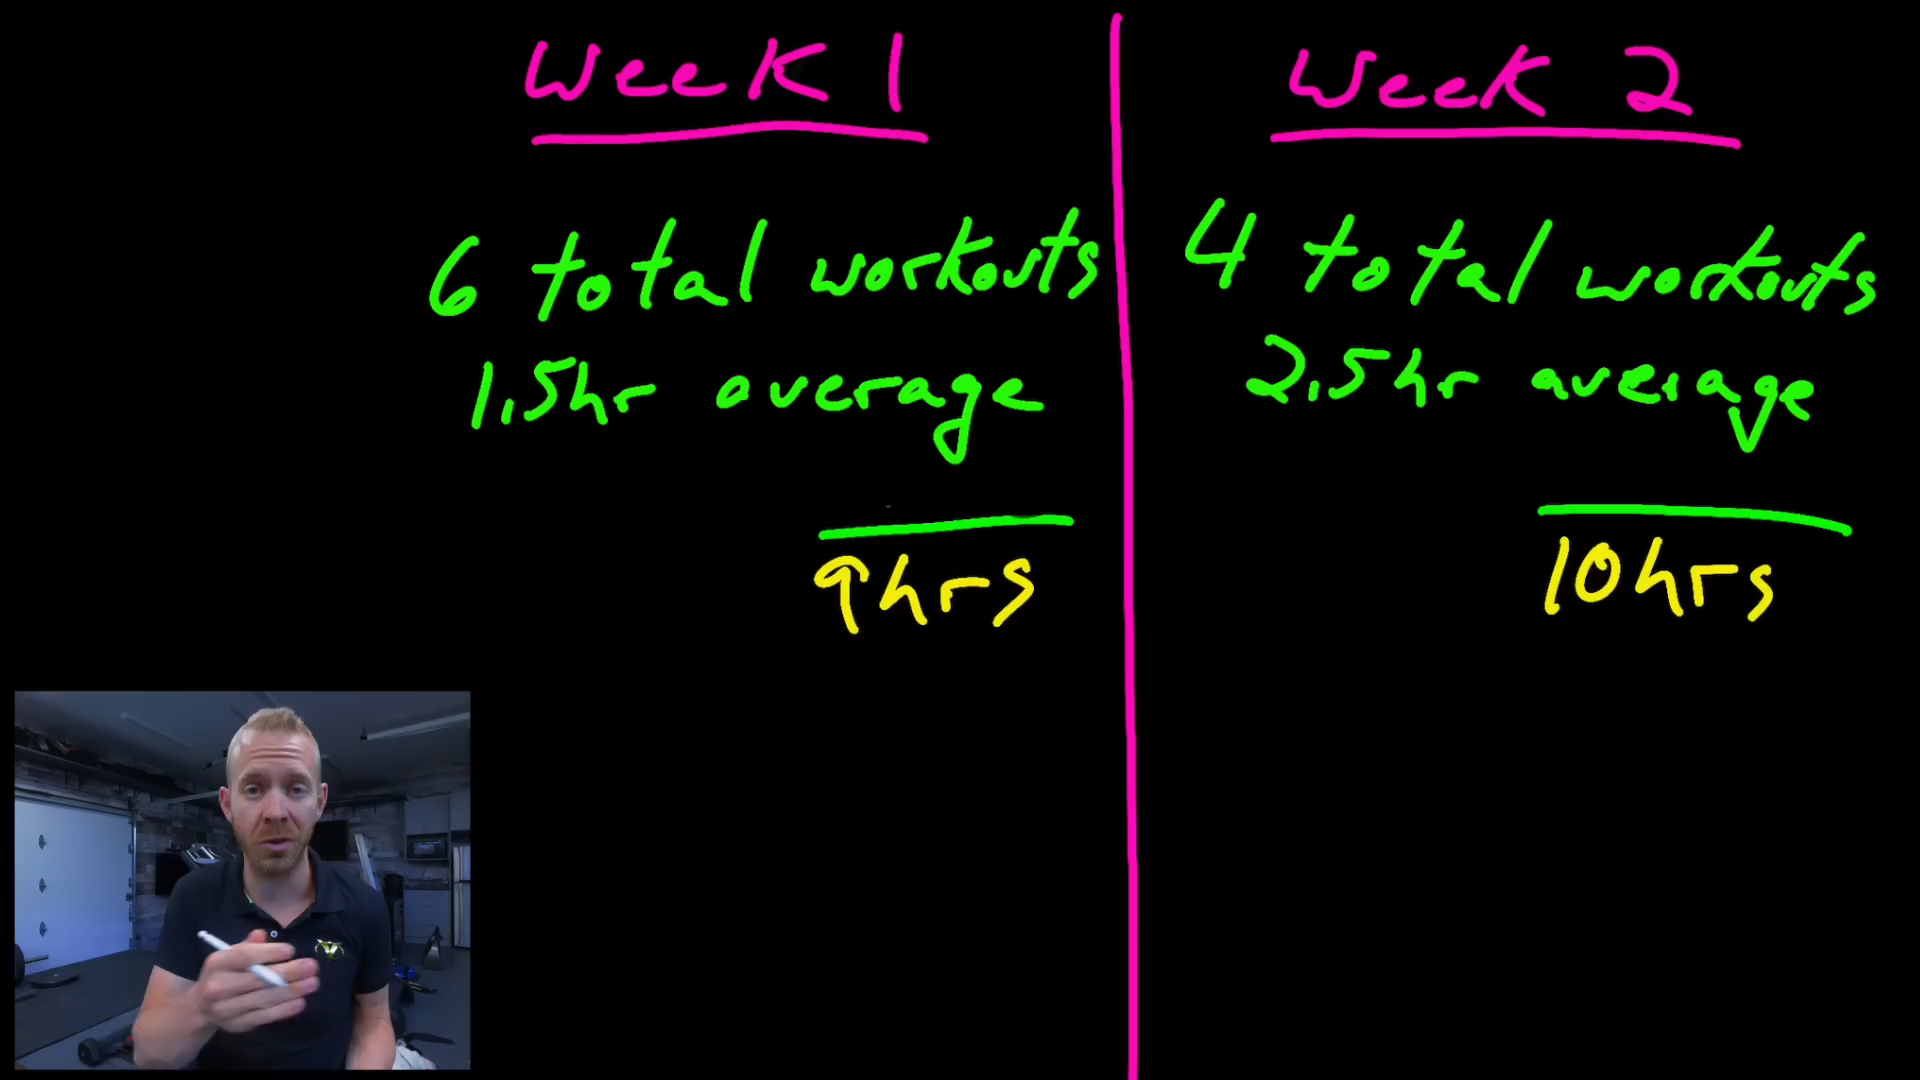 Week 1
6 total workouts
1.5hr average
9hrs
Week 2
4 total workouts
2.5hr average
10hrs